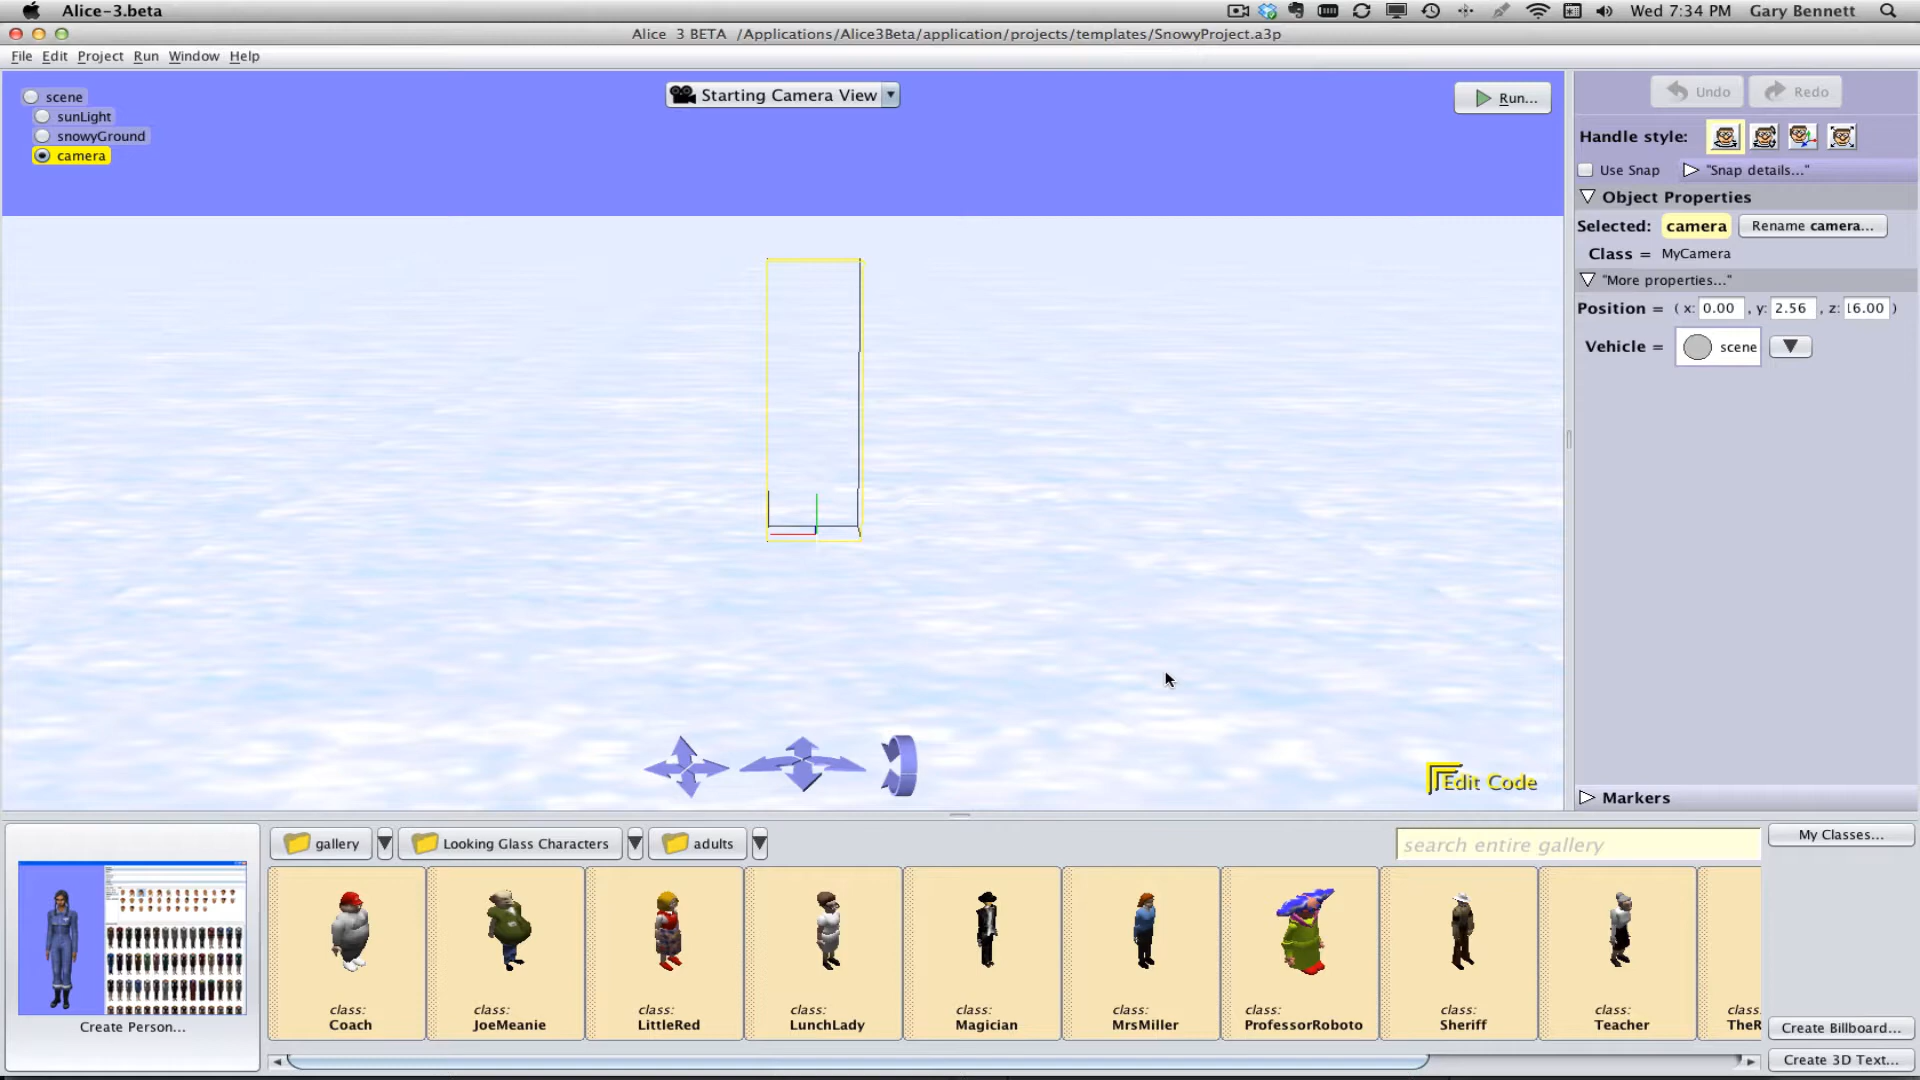 Alice-3.beta
Wed 7:34 PM Gary Bennett
Alice 3 BETA /Applications/Alice3Beta/application/projects/templates/SnowyProject.a3p
File Edit Project Run Window Help
scene
sunLight
snowyGround
camera
Starting Camera View
Run...
Undo Redo
Handle style:
Use Snap "Snap details..."
Object Properties
Selected: camera Rename camera...
Class = MyCamera
"More properties..."
Position = ( x: 0.00 , y: 2.56 , z: 16.00 )
Vehicle = scene
Edit Code
Markers
gallery Looking Glass Characters adults
search entire gallery
My Classes...
class: Coach
class: JoeMeanie
class: LittleRed
class: LunchLady
class: Magician
class: MrsMiller
class: ProfessorRoboto
class: Sheriff
class: Teacher
TheR
Create Person...
Create Billboard...
Create 3D Text...